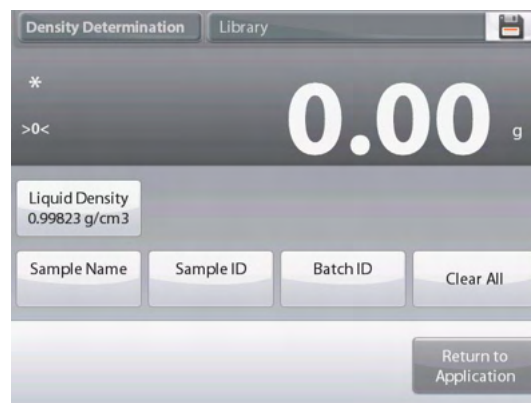 Density Determination
Library
*
>0<
0.00 g
Liquid Density
0.99823 g/cm3
Sample Name
Sample ID
Batch ID
Clear All
Return to
Application